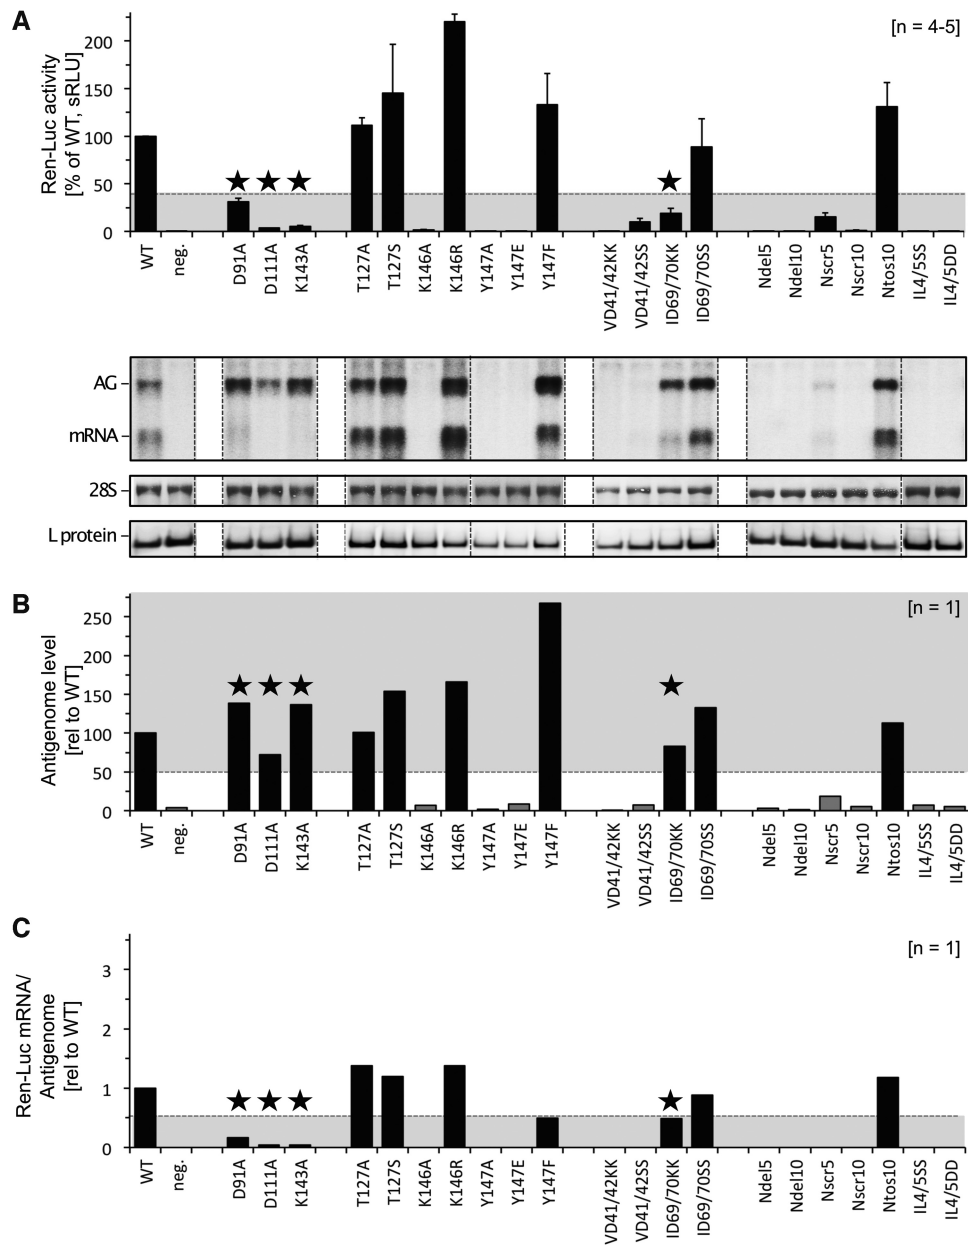 A
[n = 4-5]
Ren-Luc activity
[% of WT, sRLU]
200
150
100
50
0
WT
neg.
D91A
D111A
K143A
T127A
T127S
K146A
K146R
Y147A
Y147E
Y147F
VD41/42KK
VD41/42SS
ID69/70KK
ID69/70SS
Ndel5
Ndel10
Nscr5
Nscr10
Ntos10
IL4/5SS
IL4/5DD
AG
mRNA
28S
L protein
B
[n = 1]
Antigenome level
[rel to WT]
250
200
150
100
50
0
WT
neg.
D91A
D111A
K143A
T127A
T127S
K146A
K146R
Y147A
Y147E
Y147F
VD41/42KK
VD41/42SS
ID69/70KK
ID69/70SS
Ndel5
Ndel10
Nscr5
Nscr10
Ntos10
IL4/5SS
IL4/5DD
C
[n = 1]
Ren-Luc mRNA/
Antigenome
[rel to WT]
3
2
1
0
WT
neg.
D91A
D111A
K143A
T127A
T127S
K146A
K146R
Y147A
Y147E
Y147F
VD41/42KK
VD41/42SS
ID69/70KK
ID69/70SS
Ndel5
Ndel10
Nscr5
Nscr10
Ntos10
IL4/5SS
IL4/5DD